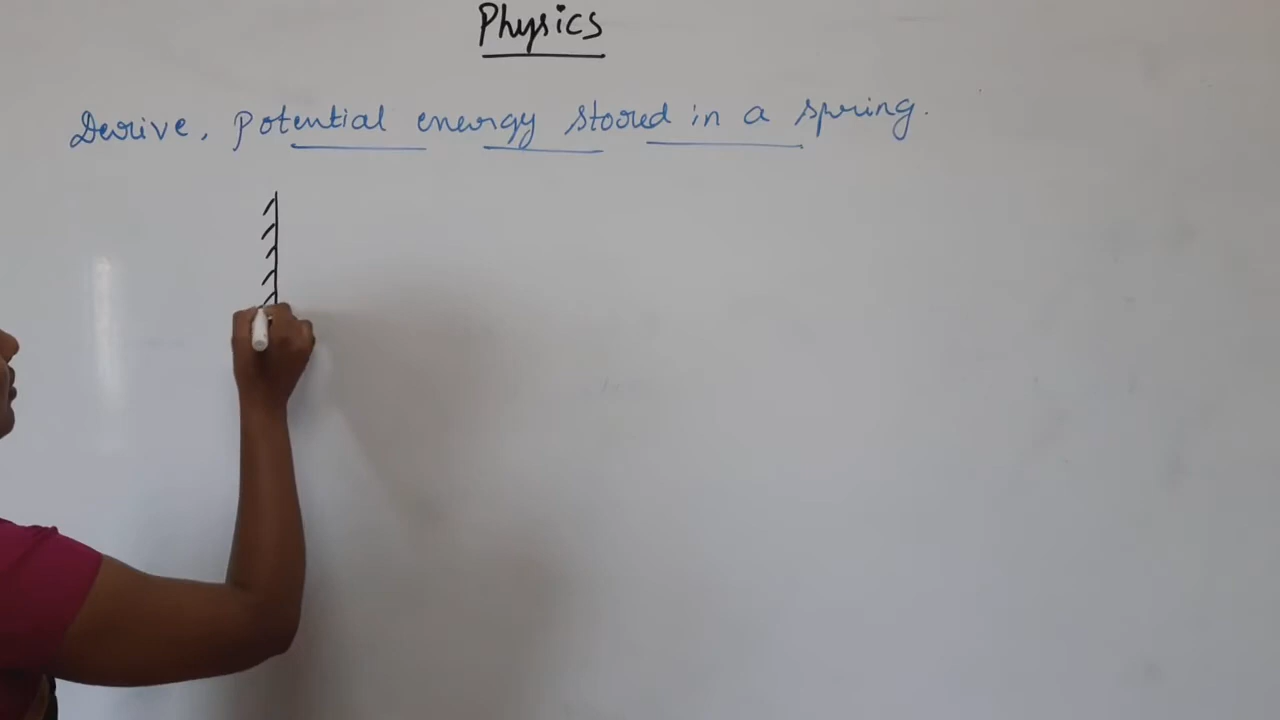 Physics
Derive, potential energy stored in a spring.